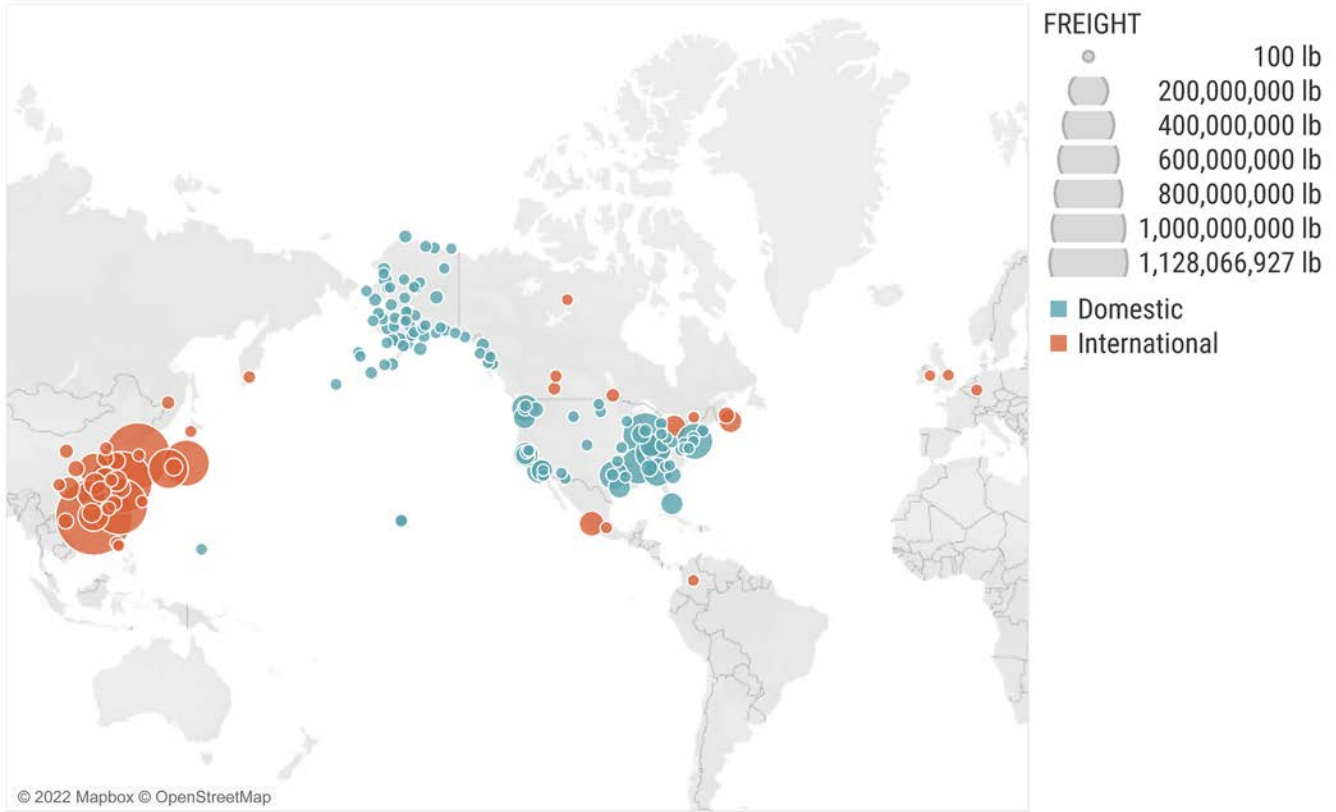 FREIGHT
100 lb
200,000,000 lb
400,000,000 lb
600,000,000 lb
800,000,000 lb
1,000,000,000 lb
1,128,066,927 lb
Domestic
International
© 2022 Mapbox © OpenStreetMap